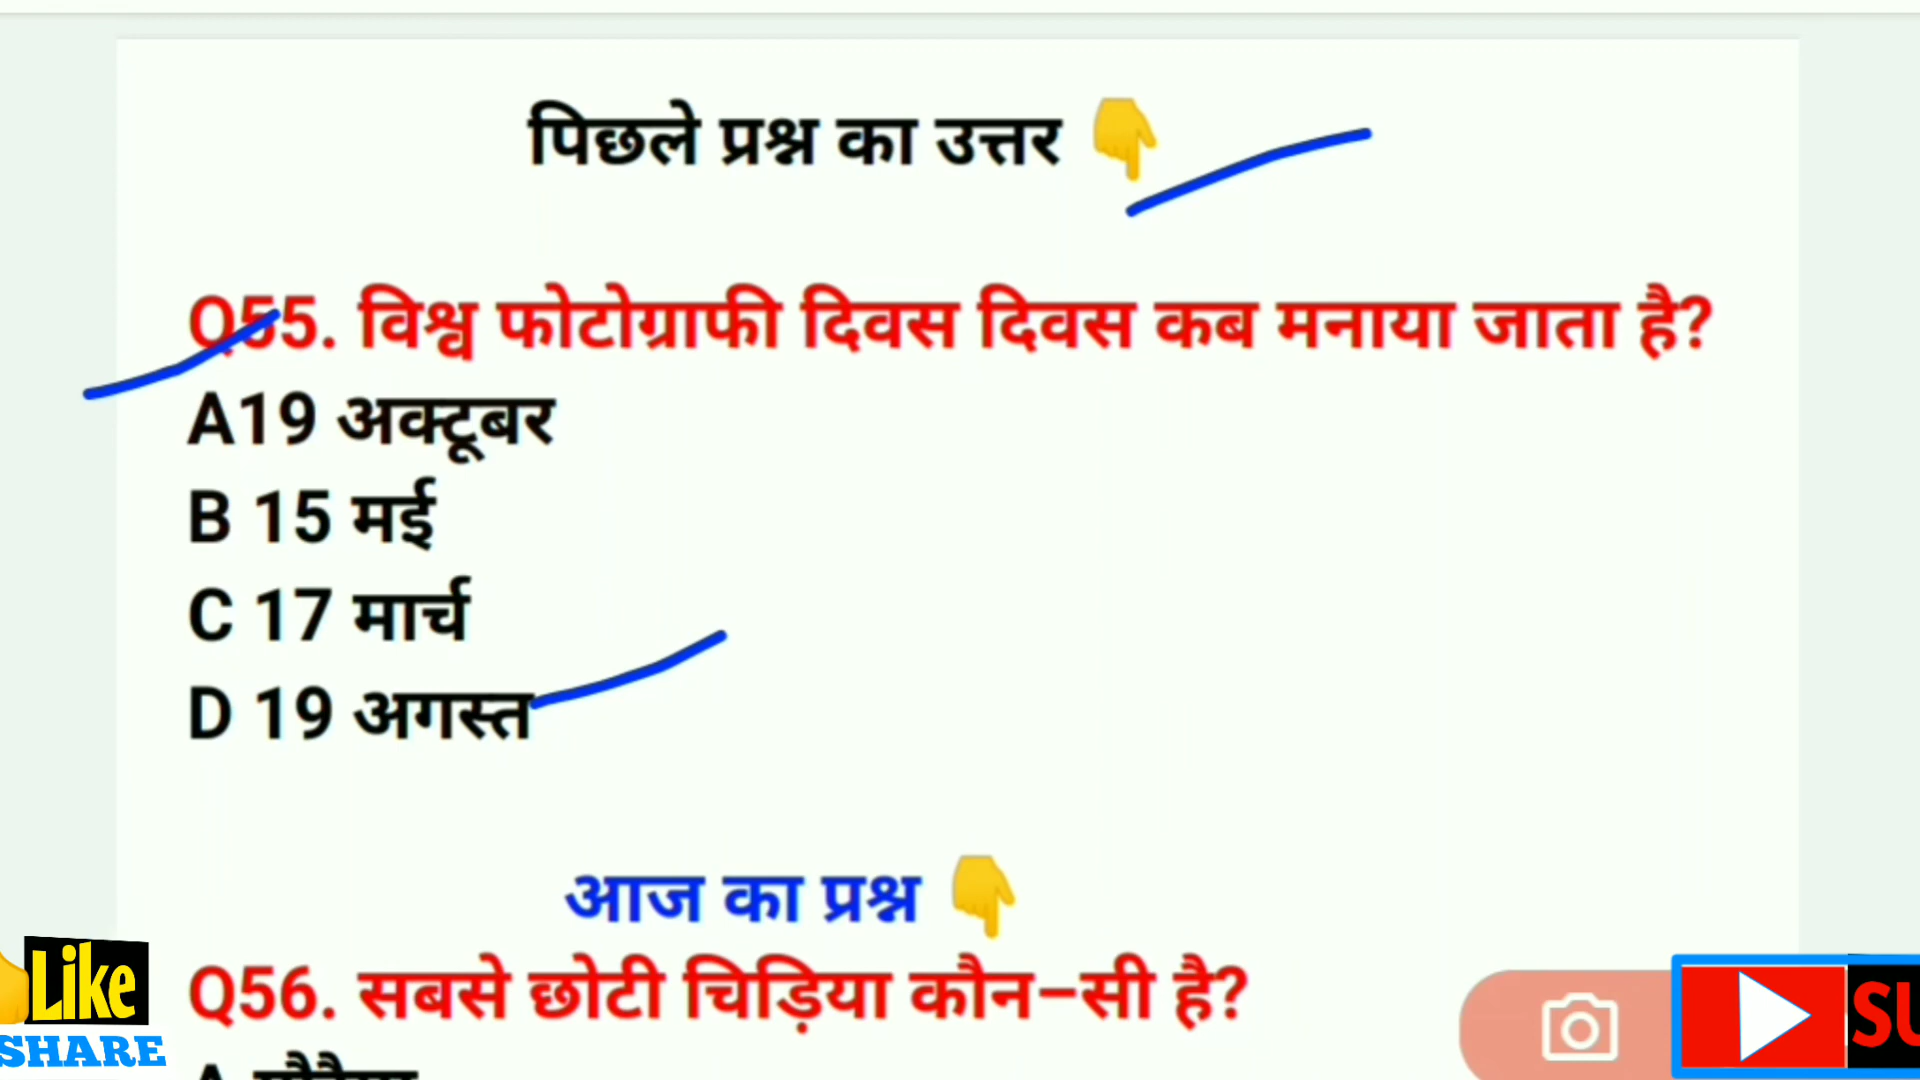 पिछले प्रश्न का उत्तर 👇
Q55. विश्व फोटोग्राफी दिवस दिवस कब मनाया जाता है?
A19 अक्टूबर
B 15 मई
C 17 मार्च
D 19 अगस्त
आज का प्रश्न 👇
Q56. सबसे छोटी चिड़िया कौन–सी है?
Like
SHARE